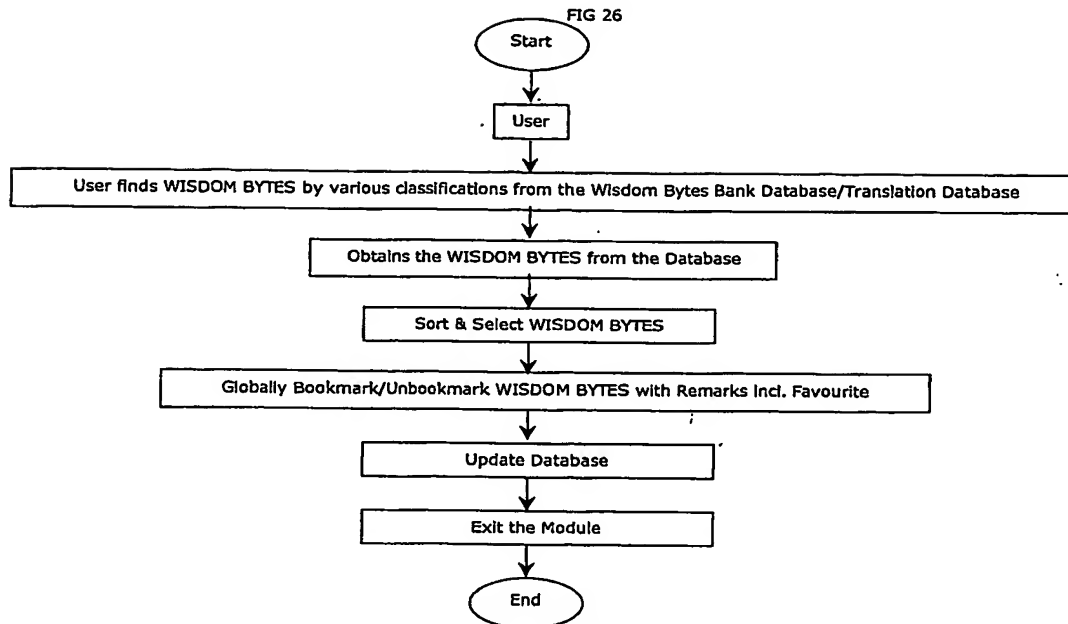 FIG 26
Start
User
User finds WISDOM BYTES by various classifications from the Wisdom Bytes Bank Database/Translation Database
Obtains the WISDOM BYTES from the Database
Sort & Select WISDOM BYTES
Globally Bookmark/Unbookmark WISDOM BYTES with Remarks incl. Favourite
Update Database
Exit the Module
End